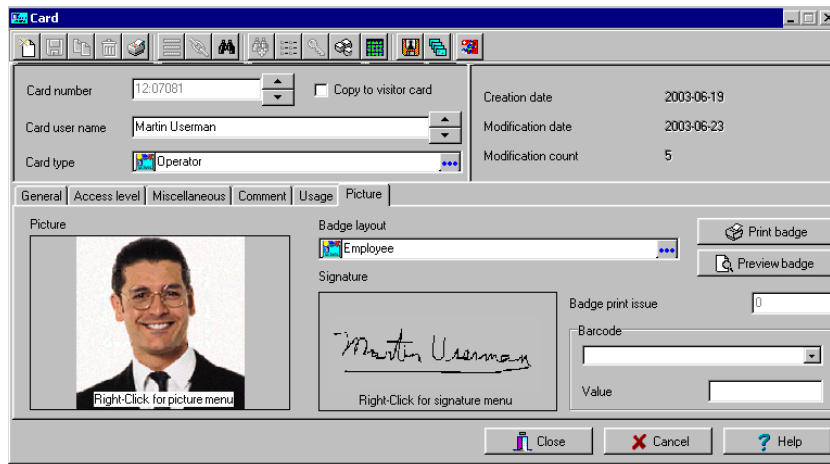 Card
Card number 12:07081 Copy to visitor card
Card user name Martin Userman
Card type Operator
Creation date 2003-06-19
Modification date 2003-06-23
Modification count 5
General Access level Miscellaneous Comment Usage Picture
Picture
Right-Click for picture menu
Badge layout
Employee
Signature
Martin Userman
Right-Click for signature menu
Print badge
Preview badge
Badge print issue 0
Barcode
Value
Close Cancel Help